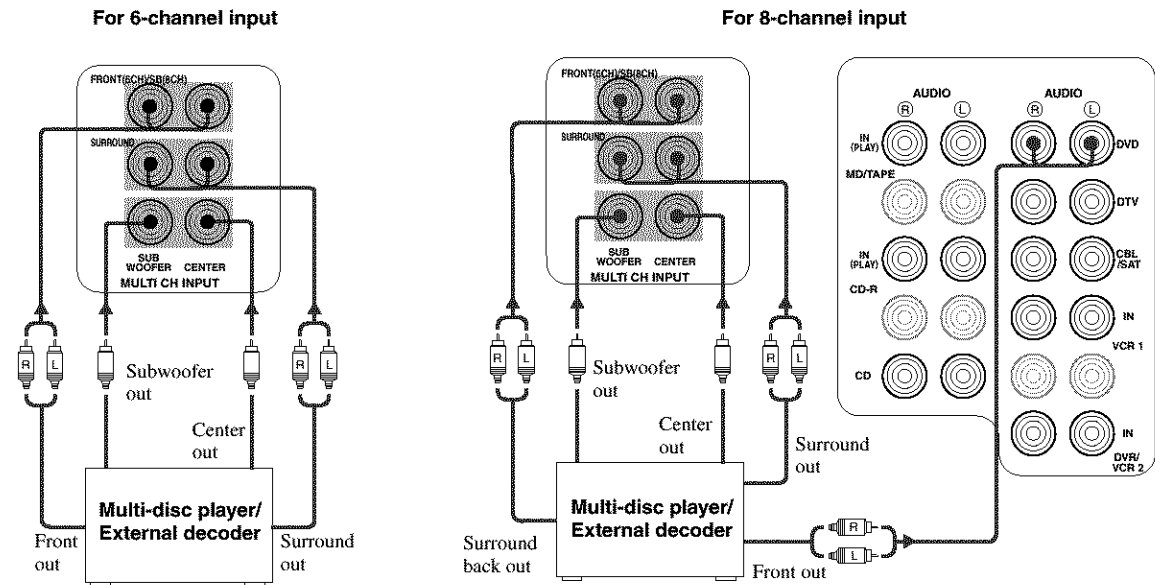 For 6-channel input
FRONT(6CH)/SB(8CH)
SURROUND
SUB
WOOFER
CENTER
MULTI CH INPUT
R
L
R
L
Subwoofer
out
Center
out
Multi-disc player/
External decoder
Front
out
Surround
out
For 8-channel input
FRONT(6CH)/SB(8CH)
SURROUND
SUB
WOOFER
CENTER
MULTI CH INPUT
R
L
R
L
Subwoofer
out
Center
out
Surround
out
Multi-disc player/
External decoder
Surround
back out
R
L
Front out
AUDIO
R
L
IN
(PLAY)
MD/TAPE
IN
(PLAY)
CD-R
CD
AUDIO
R
L
DVD
DTV
CBL
/SAT
IN
VCR 1
IN
DVR/
VCR 2